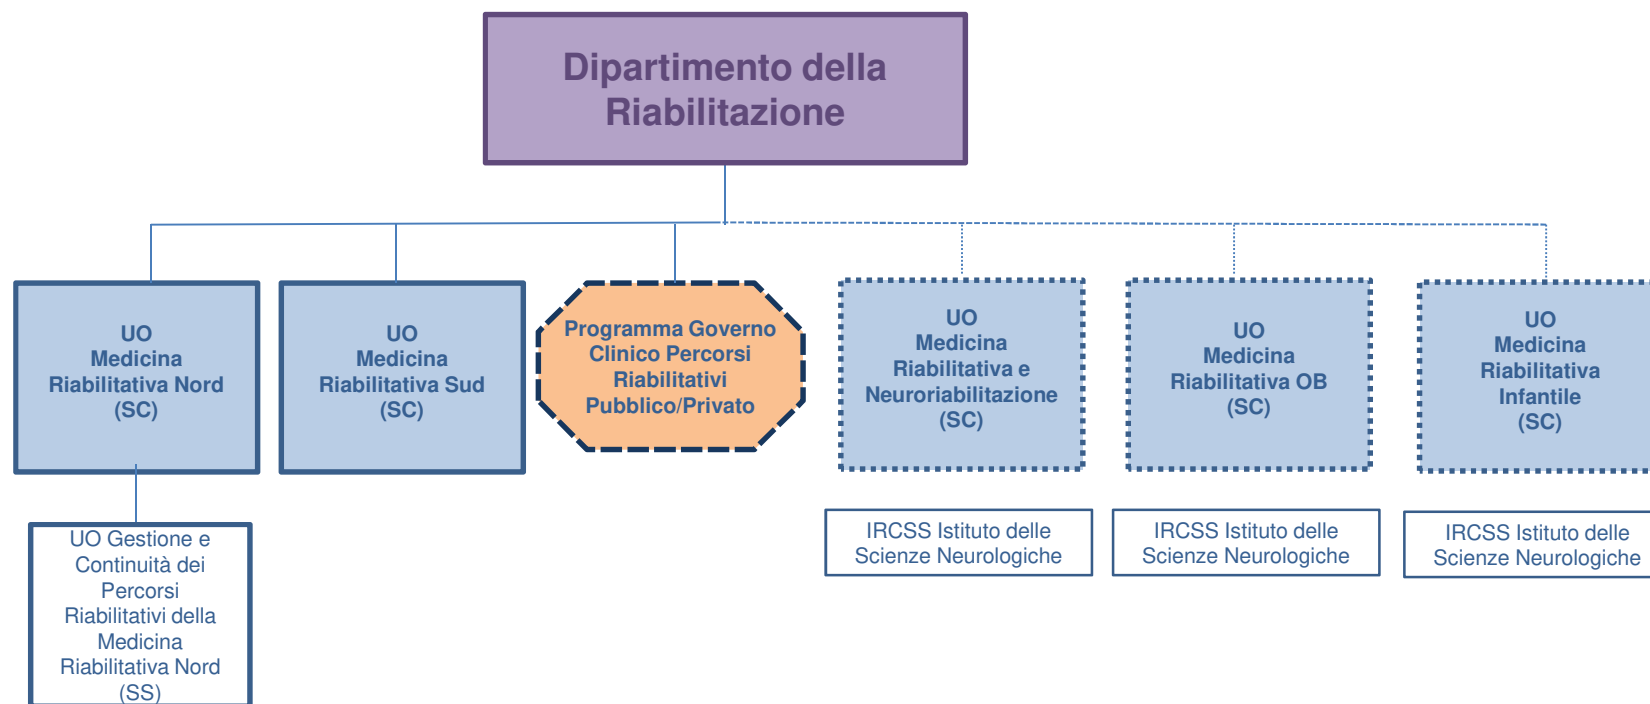 Dipartimento della
Riabilitazione
UO
Medicina
Riabilitativa Nord
(SC)
UO
Medicina
Riabilitativa Sud
(SC)
Programma Governo
Clinico Percorsi
Riabilitativi
Pubblico/Privato
UO
Medicina
Riabilitativa e
Neuroriabilitazione
(SC)
UO
Medicina
Riabilitativa OB
(SC)
UO
Medicina
Riabilitativa
Infantile
(SC)
UO Gestione e
Continuità dei
Percorsi
Riabilitativi della
Medicina
Riabilitativa Nord
(SS)
IRCSS Istituto delle
Scienze Neurologiche
IRCSS Istituto delle
Scienze Neurologiche
IRCSS Istituto delle
Scienze Neurologiche